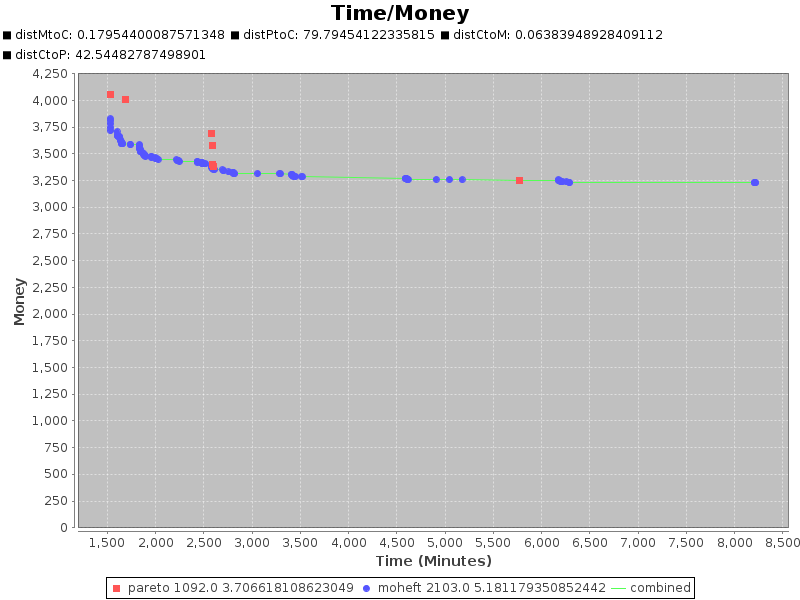 Time/Money
distMtoC: 0.17954400087571348 distPtoC: 79.79454122335815 distCtoM: 0.06383948928409112
distCtoP: 42.54482787498901
4,250
4,000
3,750
3,500
3,250
3,000
2,750
2,500
2,250
2,000
1,750
1,500
1,250
1,000
750
500
250
0
Money
1,500 2,000 2,500 3,000 3,500 4,000 4,500 5,000 5,500 6,000 6,500 7,000 7,500 8,000 8,500
Time (Minutes)
pareto 1092.0 3.706618108623049 moheft 2103.0 5.181179350852442 combined